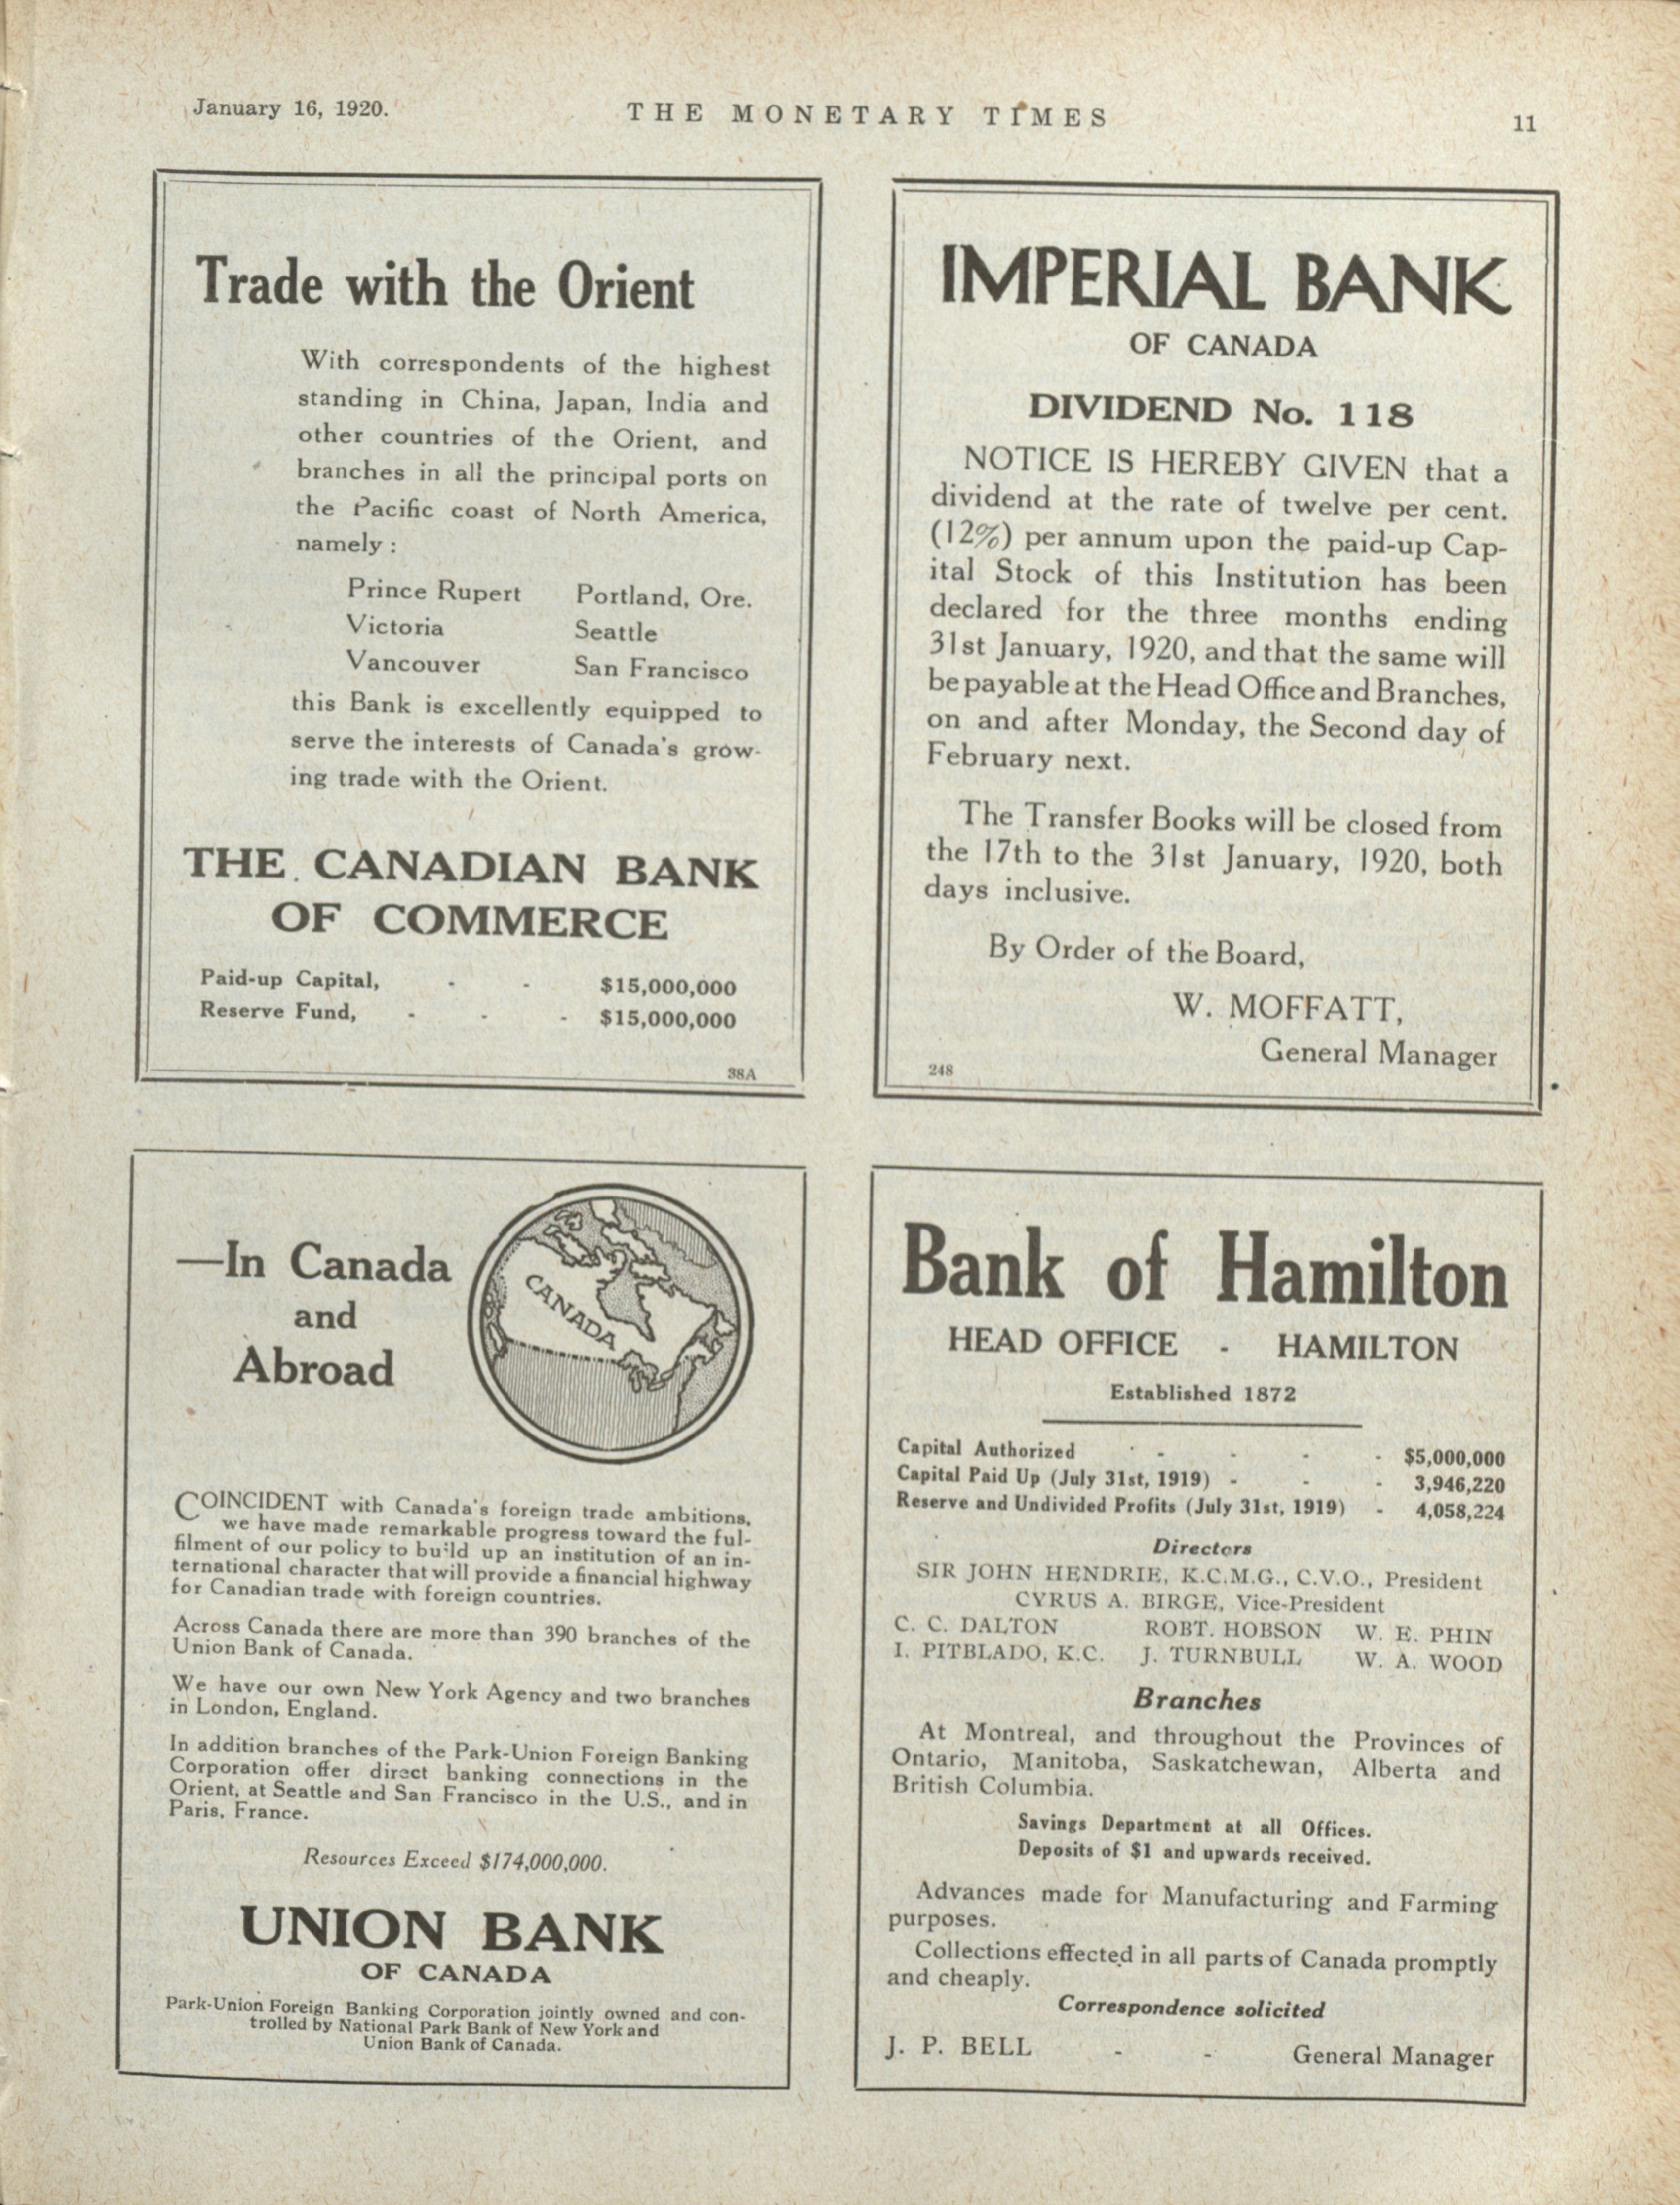 January 16, 1920.
THE MONETARY TIMES
11
Trade with the Orient
With correspondents of the highest
standing in China, Japan, India and
other countries of the Orient, and
branches in all the principal ports on
the Pacific coast of North America,
namely :
Prince Rupert Portland, Ore.
Victoria Seattle
Vancouver San Francisco
this Bank is excellently equipped to
serve the interests of Canada's grow-
ing trade with the Orient.
THE CANADIAN BANK
OF COMMERCE
Paid-up Capital, - - $15,000,000
Reserve Fund, - - - $15,000,000
38A
IMPERIAL BANK
OF CANADA
DIVIDEND No. 118
NOTICE IS HEREBY GIVEN that a
dividend at the rate of twelve per cent.
(12%) per annum upon the paid-up Cap-
ital Stock of this Institution has been
declared for the three months ending
31st January, 1920, and that the same will
be payable at the Head Office and Branches,
on and after Monday, the Second day of
February next.
The Transfer Books will be closed from
the 17th to the 31st January, 1920, both
days inclusive.
By Order of the Board,
W. MOFFATT,
General Manager
248
—In Canada
and
Abroad
CANADA
COINCIDENT with Canada's foreign trade ambitions,
we have made remarkable progress toward the ful-
filment of our policy to build up an institution of an in-
ternational character that will provide a financial highway
for Canadian trade with foreign countries.
Across Canada there are more than 390 branches of the
Union Bank of Canada.
We have our own New York Agency and two branches
in London, England.
In addition branches of the Park-Union Foreign Banking
Corporation offer direct banking connections in the
Orient, at Seattle and San Francisco in the U.S., and in
Paris, France.
Resources Exceed $174,000,000.
UNION BANK
OF CANADA
Park-Union Foreign Banking Corporation jointly owned and con-
trolled by National Park Bank of New York and
Union Bank of Canada.
Bank of Hamilton
HEAD OFFICE - HAMILTON
Established 1872
Capital Authorized - - - - $5,000,000
Capital Paid Up (July 31st, 1919) - - - 3,946,220
Reserve and Undivided Profits (July 31st, 1919) - 4,058,224
Directors
SIR JOHN HENDRIE, K.C.M.G., C.V.O., President
CYRUS A. BIRGE, Vice-President
C. C. DALTON ROBT. HOBSON W. E. PHIN
I. PITBLADO, K.C. J. TURNBULL W. A. WOOD
Branches
At Montreal, and throughout the Provinces of
Ontario, Manitoba, Saskatchewan, Alberta and
British Columbia.
Savings Department at all Offices.
Deposits of $1 and upwards received.
Advances made for Manufacturing and Farming
purposes.
Collections effected in all parts of Canada promptly
and cheaply.
Correspondence solicited
J. P. BELL - - General Manager